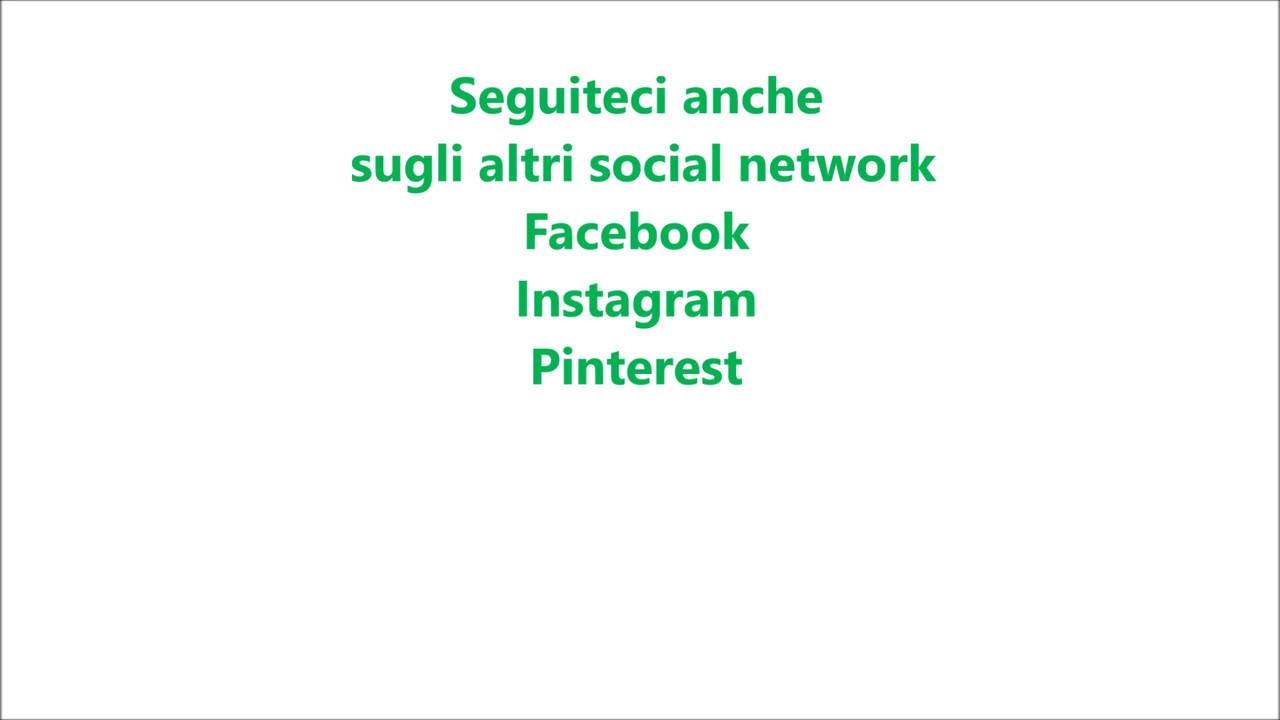 Seguiteci anche
sugli altri social network
Facebook
Instagram
Pinterest